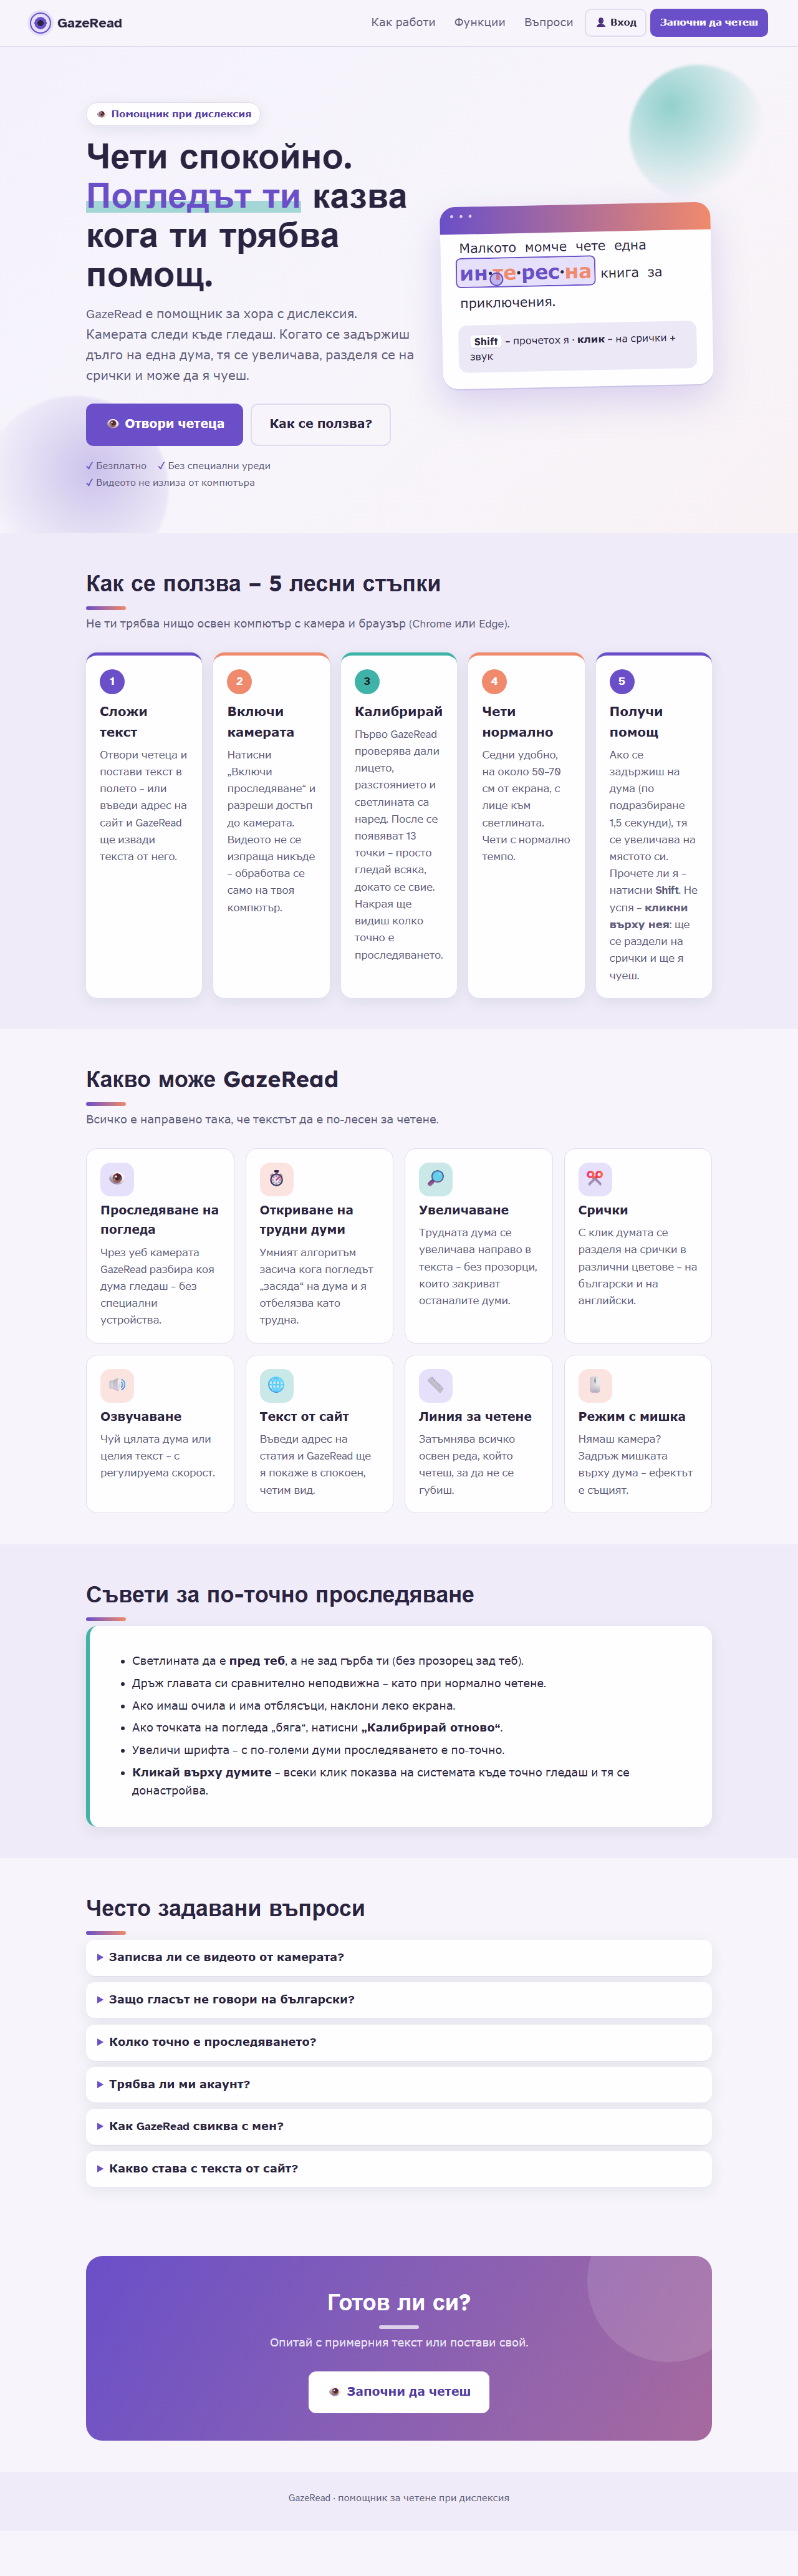 GazeRead
Как работи
Функции
Въпроси
Вход
Започни да четеш
Помощник при дислексия
Чети спокойно.
Погледът ти казва
кога ти трябва
помощ.
GazeRead е помощник за хора с дислексия.
Камерата следи къде гледаш. Когато се задържиш
дълго на една дума, тя се увеличава, разделя се на
срички и може да я чуеш.
Отвори четеца
Как се ползва?
✓ Безплатно ✓ Без специални уреди
✓ Видеото не излиза от компютъра
Малкото момче чете една
ин·те·рес·на книга за
приключения.
Shift – прочетох я · клик – на срички +
звук
Как се ползва – 5 лесни стъпки
Не ти трябва нищо освен компютър с камера и браузър (Chrome или Edge).
1
Сложи
текст
Отвори четеца и
постави текст в
полето – или
въведи адрес на
сайт и GazeRead
ще извади
текста от него.
2
Включи
камерата
Натисни
„Включи
проследяване“ и
разреши достъп
до камерата.
Видеото не се
изпраща никъде
– обработва се
само на твоя
компютър.
3
Калибрирай
Първо GazeRead
проверява дали
лицето,
разстоянието и
светлината са
наред. После се
появяват 13
точки – просто
гледай всяка,
докато се свие.
Накрая ще
видиш колко
точно е
проследяването.
4
Чети
нормално
Седни удобно,
на около 50–70
см от екрана, с
лице към
светлината.
Чети с нормално
темпо.
5
Получи
помощ
Ако се
задържиш на
дума (по
подразбиране
1,5 секунди), тя
се увеличава на
мястото си.
Прочете ли я –
натисни Shift. Не
успя – кликни
върху нея: ще
се раздели на
срички и ще я
чуеш.
Какво може GazeRead
Всичко е направено така, че текстът да е по-лесен за четене.
Проследяване на
погледа
Чрез уеб камерата
GazeRead разбира коя
дума гледаш – без
специални
устройства.
Откриване на
трудни думи
Умният алгоритъм
засича кога погледът
„засяда“ на дума и я
отбелязва като
трудна.
Увеличаване
Трудната дума се
увеличава направо в
текста – без прозорци,
които закриват
останалите думи.
Срички
С клик думата се
разделя на срички в
различни цветове – на
български и на
английски.
Озвучаване
Чуй цялата дума или
целия текст – с
регулируема скорост.
Текст от сайт
Въведи адрес на
статия и GazeRead ще
я покаже в спокоен,
четим вид.
Линия за четене
Затъмнява всичко
освен реда, който
четеш, за да не се
губиш.
Режим с мишка
Нямаш камера?
Задръж мишката
върху дума – ефектът
е същият.
Съвети за по-точно проследяване
• Светлината да е пред теб, а не зад гърба ти (без прозорец зад теб).
• Дръж главата си сравнително неподвижна – като при нормално четене.
• Ако имаш очила и има отблясъци, наклони леко екрана.
• Ако точката на погледа „бяга“, натисни „Калибрирай отново“.
• Увеличи шрифта – с по-големи думи проследяването е по-точно.
• Кликай върху думите – всеки клик показва на системата къде точно гледаш и тя се
донастройва.
Често задавани въпроси
Записва ли се видеото от камерата?
Защо гласът не говори на български?
Колко точно е проследяването?
Трябва ли ми акаунт?
Как GazeRead свиква с мен?
Какво става с текста от сайт?
Готов ли си?
Опитай с примерния текст или постави свой.
Започни да четеш
GazeRead · помощник за четене при дислексия